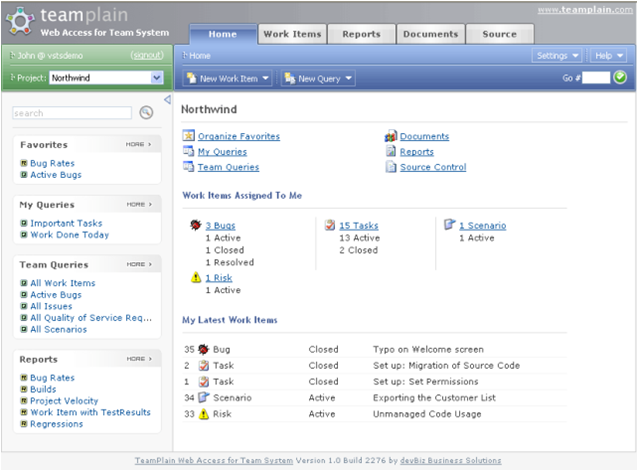 teamplain
www.teamplain.com
Web Access for Team System
Home Work Items Reports Documents Source
John @ vstsdemo (signout)
Home Settings Help
Project: Northwind
New Work Item New Query Go #
search
Northwind
Organize Favorites Documents
My Queries Reports
Team Queries Source Control
Favorites MORE
Bug Rates
Active Bugs
My Queries MORE
Important Tasks
Work Done Today
Team Queries MORE
All Work Items
Active Bugs
All Issues
All Quality of Service Req...
All Scenarios
Reports MORE
Bug Rates
Builds
Project Velocity
Work Item with TestResults
Regressions
Work Items Assigned To Me
3 Bugs
1 Active
1 Closed
1 Resolved
15 Tasks
13 Active
2 Closed
1 Scenario
1 Active
1 Risk
1 Active
My Latest Work Items
35 Bug Closed Typo on Welcome screen
2 Task Closed Set up: Migration of Source Code
1 Task Closed Set up: Set Permissions
34 Scenario Active Exporting the Customer List
33 Risk Active Unmanaged Code Usage
TeamPlain Web Access for Team System Version 1.0 Build 2276 by devBiz Business Solutions